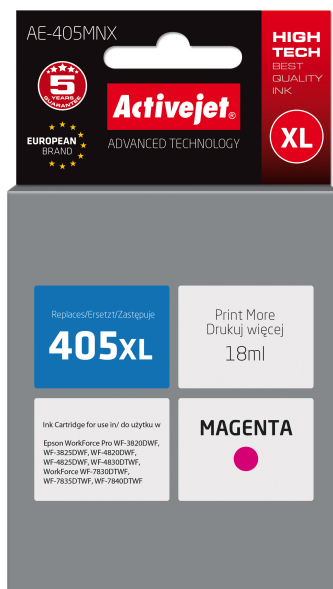 AE-405MNX
HIGH
TECH
BEST
QUALITY
INK
5
YEARS
GUARANTEE
Activejet®
EUROPEAN
BRAND
ADVANCED TECHNOLOGY
XL
Replaces/Ersetzt/Zastępuje
405XL
Print More
Drukuj więcej
18ml
Ink Cartridge for use in/ do użytku w
Epson WorkForce Pro WF-3820DWF,
WF-3825DWF, WF-4820DWF,
WF-4825DWF, WF-4830DTWF,
WorkForce WF-7830DTWF,
WF-7835DTWF, WF-7840DTWF
MAGENTA